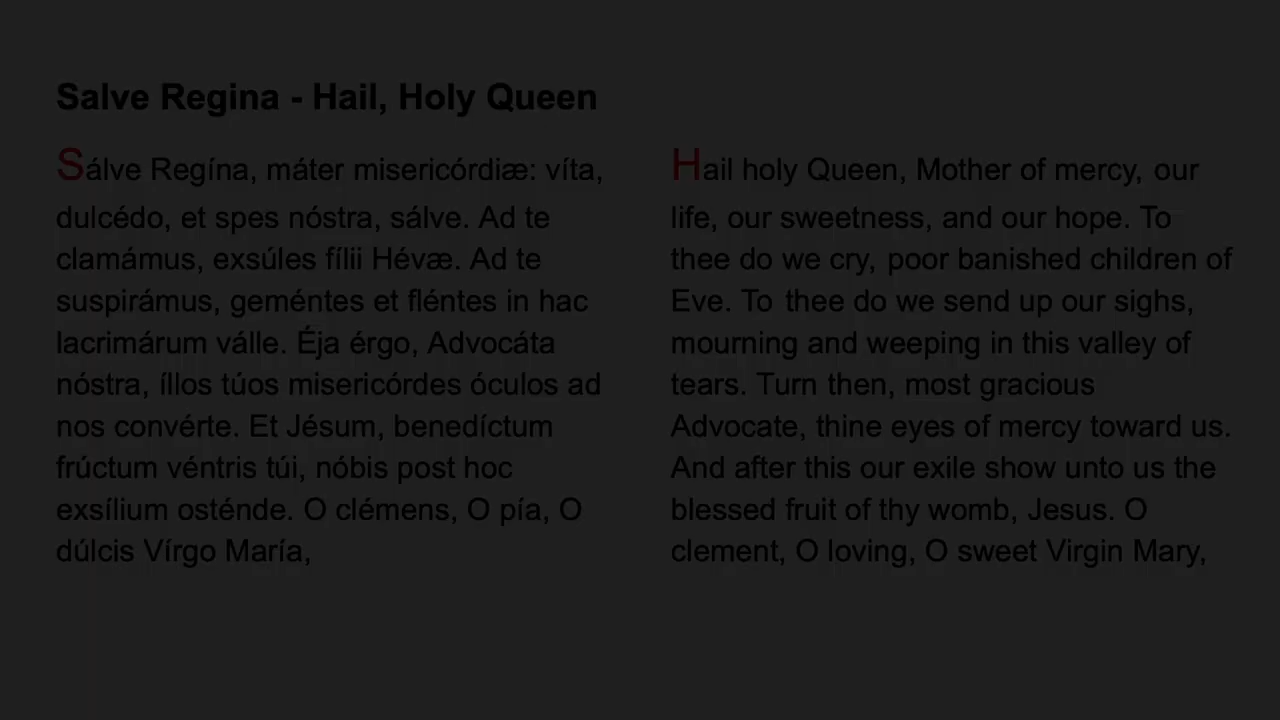 Salve Regina - Hail, Holy Queen
Sálve Regína, máter misericórdiæ: víta,
dulcédo, et spes nóstra, sálve. Ad te
clamámus, exsúles fílii Hévæ. Ad te
suspirámus, geméntes et fléntes in hac
lacrimárum válle. Éja érgo, Advocáta
nóstra, íllos túos misericórdes óculos ad
nos convérte. Et Jésum, benedíctum
frúctum véntris túi, nóbis post hoc
exsílium osténde. O clémens, O pía, O
dúlcis Vírgo María,
Hail holy Queen, Mother of mercy, our
life, our sweetness, and our hope. To
thee do we cry, poor banished children of
Eve. To thee do we send up our sighs,
mourning and weeping in this valley of
tears. Turn then, most gracious
Advocate, thine eyes of mercy toward us.
And after this our exile show unto us the
blessed fruit of thy womb, Jesus. O
clement, O loving, O sweet Virgin Mary,